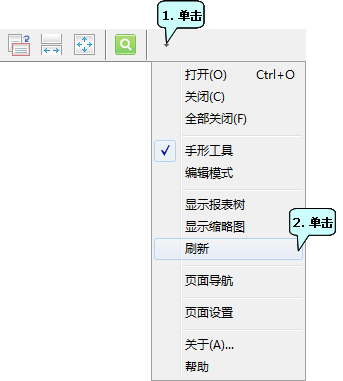 1. 单击
打开(O) Ctrl+O
关闭(C)
全部关闭(F)
手形工具
编辑模式
显示报表树
显示缩略图
2. 单击
刷新
页面导航
页面设置
关于(A)...
帮助